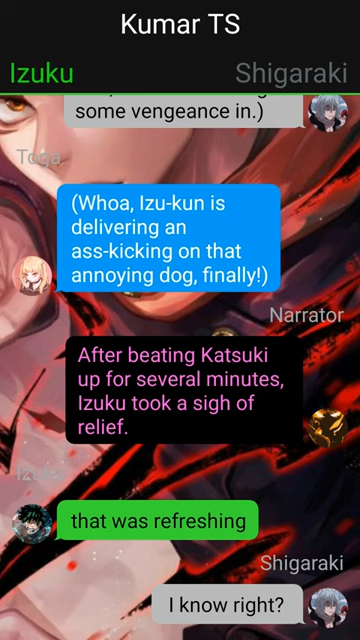 Kumar TS
Izuku
Shigaraki
some vengeance in.)
Toga
(Whoa, Izu-kun is
delivering an
ass-kicking on that
annoying dog, finally!)
Narrator
After beating Katsuki
up for several minutes,
Izuku took a sigh of
relief.
Izuku
that was refreshing
Shigaraki
I know right?